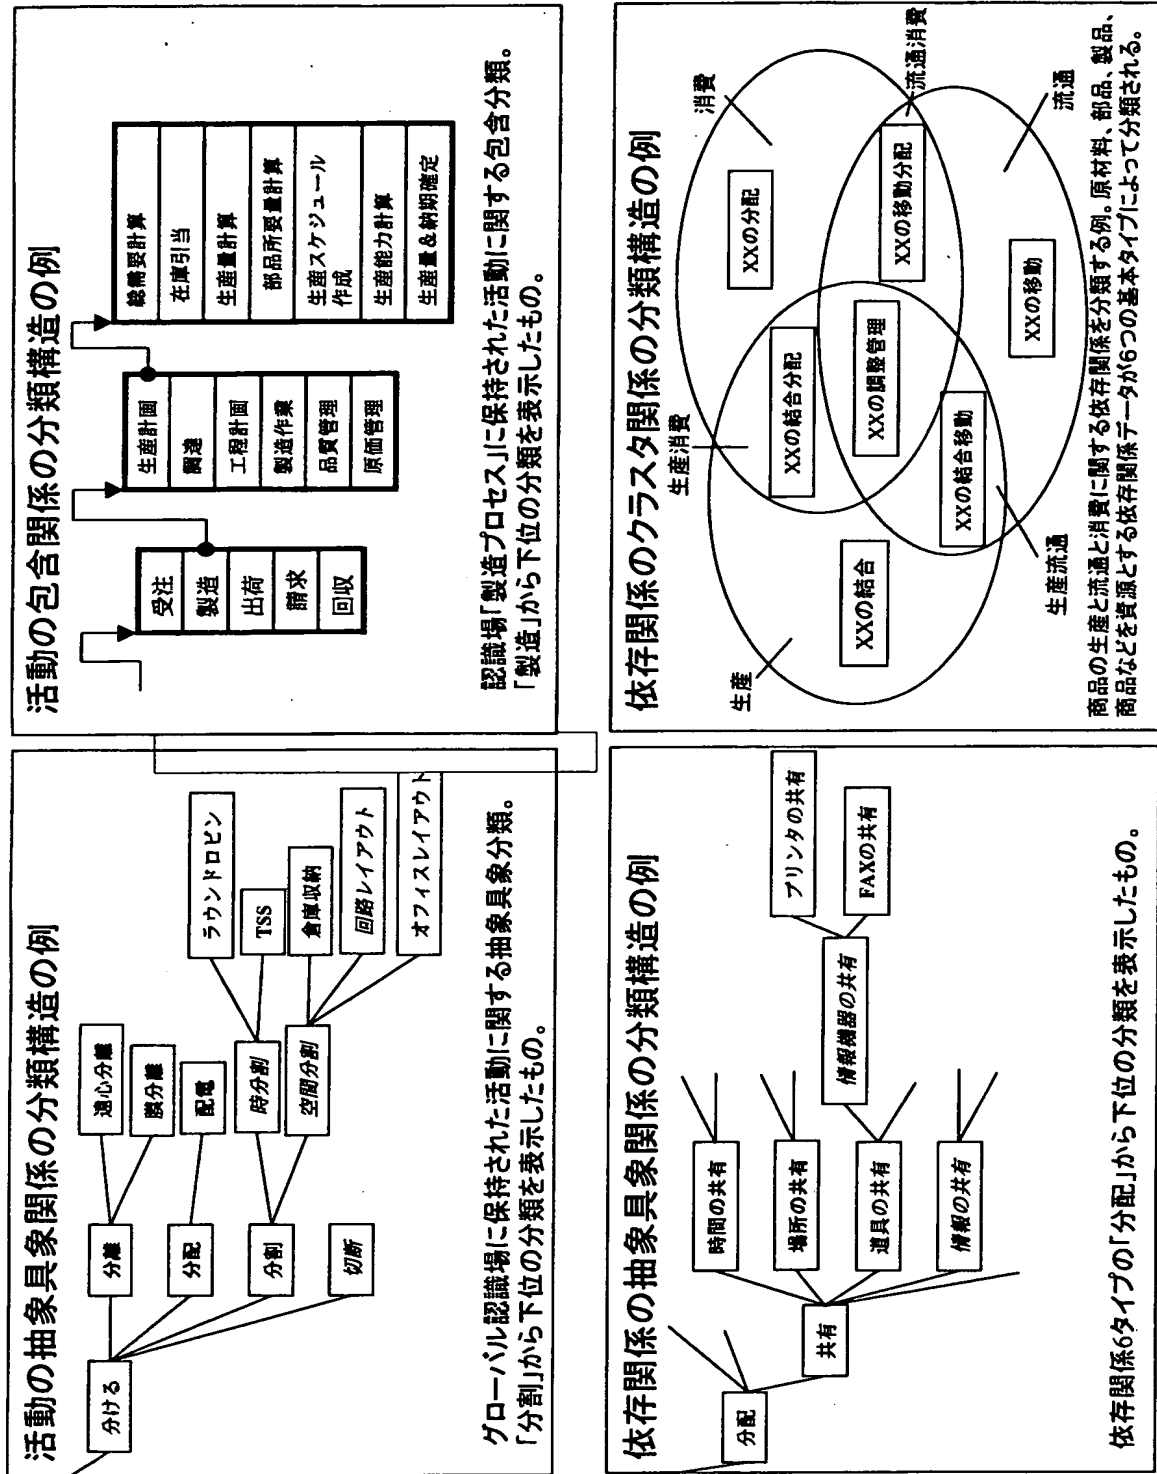 活動の抽象具象関係の分類構造の例
分ける
分離
分配
分割
切断
遠心分離
膜分離
配電
時分割
空間分割
ラウンドロビン
TSS
倉庫収納
回路レイアウト
オフィスレイアウト
グローバル認識場に保持された活動に関する抽象具象分類。
「分割」から下位の分類を表示したもの。
活動の包含関係の分類構造の例
受注
製造
出荷
請求
回収
生産計画
調達
工程計画
製造作業
品質管理
原価管理
総需要計算
在庫引当
生産量計算
部品所要量計算
生産スケジュール
作成
生産能力計算
生産量&納期確定
認識場「製造プロセス」に保持された活動に関する包含分類。
「製造」から下位の分類を表示したもの。
依存関係の抽象具象関係の分類構造の例
分配
共有
時間の共有
場所の共有
道具の共有
情報の共有
情報機器の共有
プリンタの共有
FAXの共有
依存関係6タイプの「分配」から下位の分類を表示したもの。
依存関係のクラスタ関係の分類構造の例
生産
生産消費
消費
XXの結合
XXの結合分配
XXの分配
XXの調整管理
XXの結合移動
XXの移動分配
XXの移動
流通消費
生産流通
流通
商品の生産と流通と消費に関する依存関係を分類する例。原材料、部品、製品、
商品などを資源とする依存関係データが6つの基本タイプによって分類される。